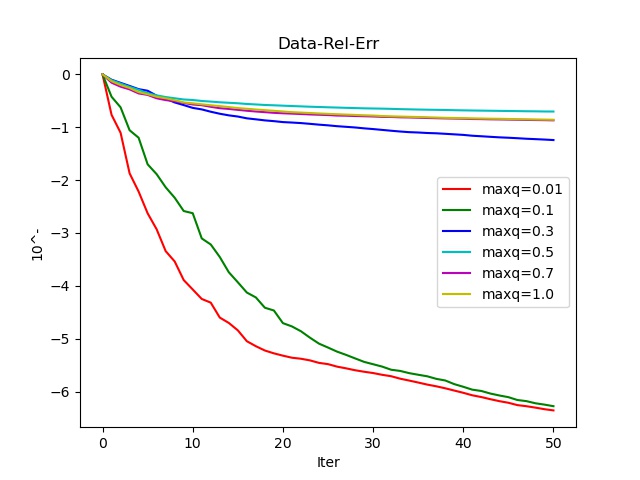 Data-Rel-Err
10^-
0
−1
−2
−3
−4
−5
−6
maxq=0.01
maxq=0.1
maxq=0.3
maxq=0.5
maxq=0.7
maxq=1.0
0
10
20
30
40
50
Iter